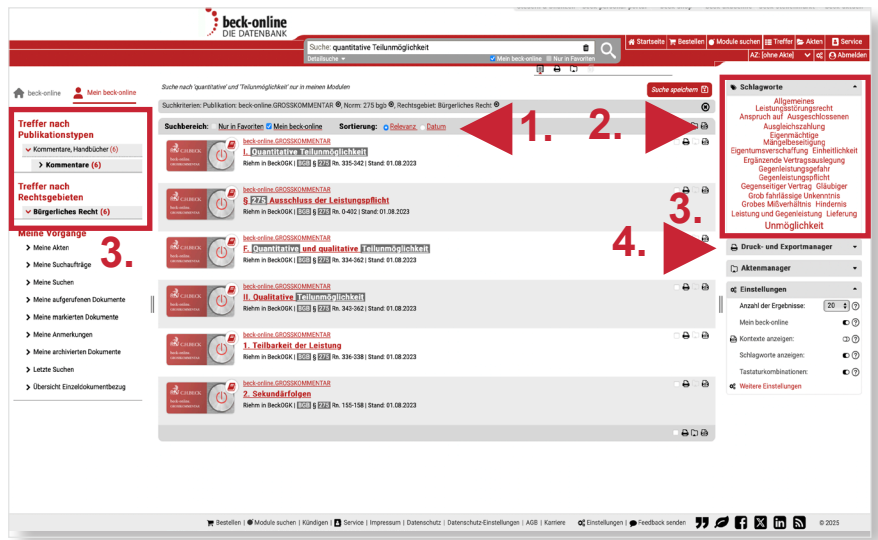 beck-online
DIE DATENBANK
Startseite Bestellen Module suchen Treffer Akten Service
Suche: quantitative Teilunmöglichkeit
Detailsuche Mein beck-online Nur in Favoriten
AZ: [ohne Akte] Abmelden
beck-online Mein beck-online
Suche nach 'quantitative' und 'Teilunmöglichkeit' nur in meinen Modulen
Suche speichern
Suchkriterien: Publikation: beck-online.GROSSKOMMENTAR, Norm: 275 bgb, Rechtsgebiet: Bürgerliches Recht
Suchbereich: Nur in Favoriten Mein beck-online Sortierung: Relevanz Datum
1.
2.
Treffer nach
Publikationstypen
Kommentare, Handbücher (6)
Kommentare (6)
Treffer nach
Rechtsgebieten
Bürgerliches Recht (6)
3.
Meine Vorgänge
Meine Akten
Meine Suchaufträge
Meine Suchen
Meine aufgerufenen Dokumente
Meine markierten Dokumente
Meine Anmerkungen
Meine archivierten Dokumente
Letzte Suchen
Übersicht Einzeldokumentbezug
beck-online.GROSSKOMMENTAR
I. Quantitative Teilunmöglichkeit
Riehm in BeckOGK | BGB § 275 Rn. 335-342 | Stand: 01.08.2023
beck-online.GROSSKOMMENTAR
§ 275 Ausschluss der Leistungspflicht
Riehm in BeckOGK | BGB § 275 Rn. 0-402 | Stand: 01.08.2023
beck-online.GROSSKOMMENTAR
F. Quantitative und qualitative Teilunmöglichkeit
Riehm in BeckOGK | BGB § 275 Rn. 334-362 | Stand: 01.08.2023
beck-online.GROSSKOMMENTAR
II. Qualitative Teilunmöglichkeit
Riehm in BeckOGK | BGB § 275 Rn. 343-362 | Stand: 01.08.2023
beck-online.GROSSKOMMENTAR
1. Teilbarkeit der Leistung
Riehm in BeckOGK | BGB § 275 Rn. 336-338 | Stand: 01.08.2023
beck-online.GROSSKOMMENTAR
2. Sekundärfolgen
Riehm in BeckOGK | BGB § 275 Rn. 155-158 | Stand: 01.08.2023
3.
4.
Schlagworte
Allgemeines
Leistungsstörungsrecht
Anspruch auf Ausgeschlossenen
Ausgleichszahlung
Eigenmächtige
Mängelbeseitigung
Eigentumsverschaffung Einheitlichkeit
Ergänzende Vertragsauslegung
Gegenleistungsgefahr
Gegenleistungspflicht
Gegenseitiger Vertrag Gläubiger
Grob fahrlässige Unkenntnis
Grobes Mißverhältnis Hindernis
Leistung und Gegenleistung Lieferung
Unmöglichkeit
Druck- und Exportmanager
Aktenmanager
Einstellungen
Anzahl der Ergebnisse: 20
Mein beck-online
Kontexte anzeigen:
Schlagworte anzeigen:
Tastaturkombinationen:
Weitere Einstellungen
Bestellen | Module suchen | Kündigen | Service | Impressum | Datenschutz | Datenschutz-Einstellungen | AGB | Karriere Einstellungen | Feedback senden © 2025